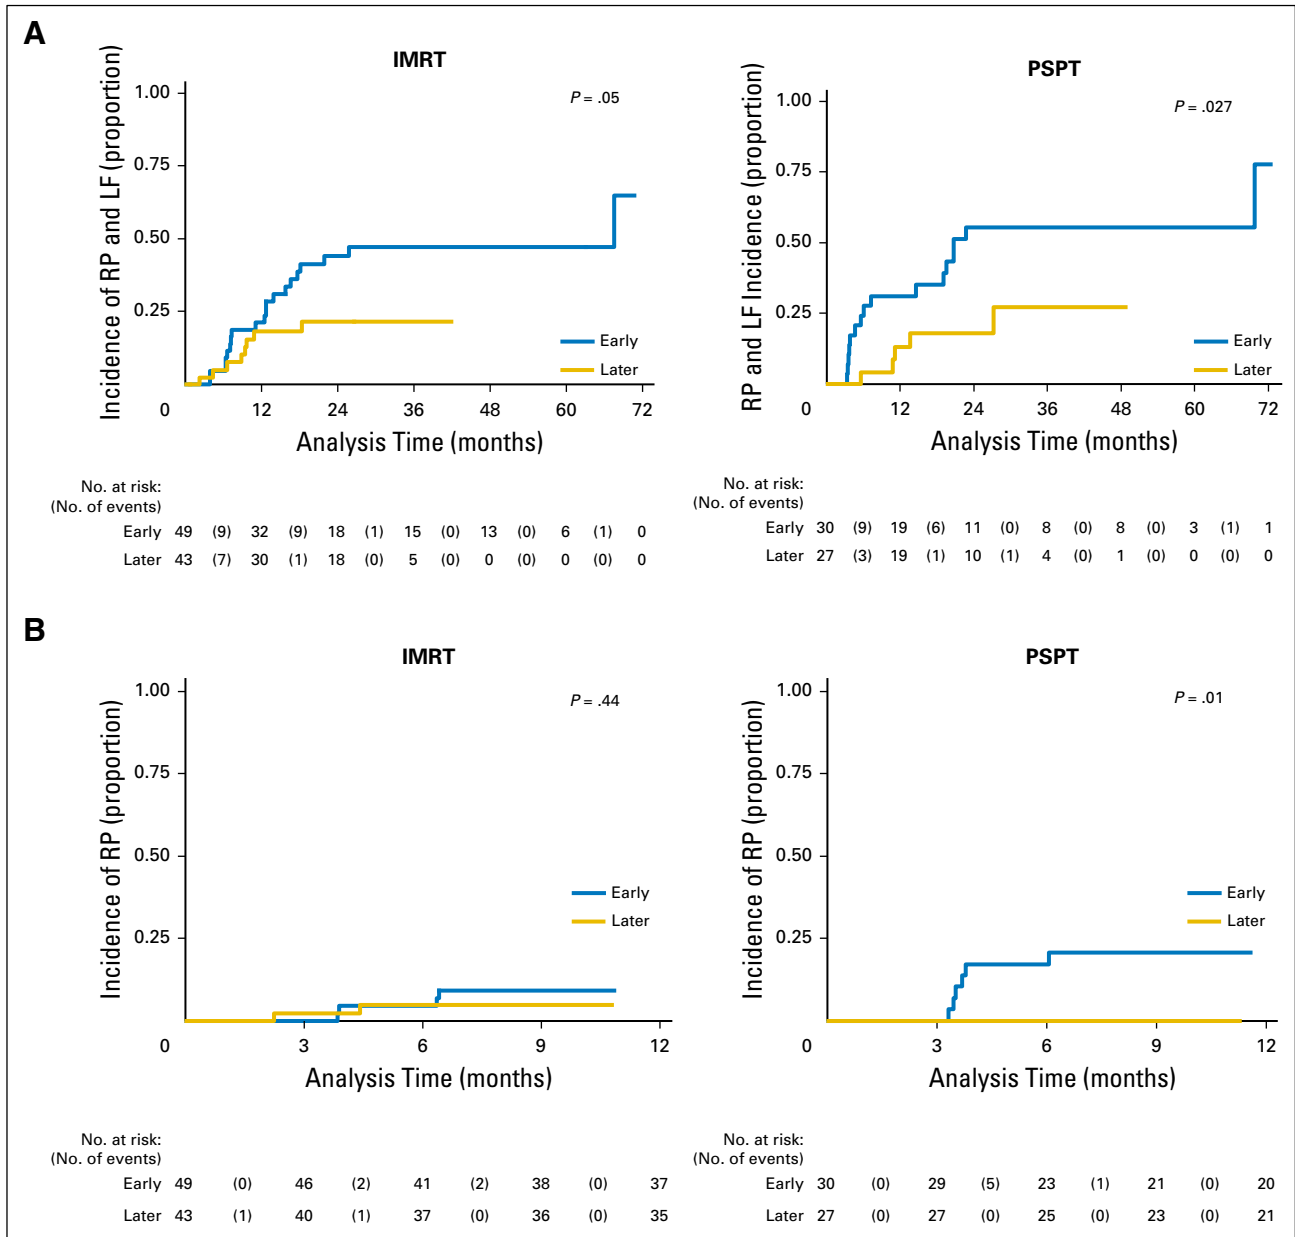 A
IMRT
P = .05
Incidence of RP and LF (proportion)
1.00
0.75
0.50
0.25
Early
Later
0 12 24 36 48 60 72
Analysis Time (months)
No. at risk:
(No. of events)
Early 49 (9) 32 (9) 18 (1) 15 (0) 13 (0) 6 (1) 0
Later 43 (7) 30 (1) 18 (0) 5 (0) 0 (0) 0 (0) 0
PSPT
P = .027
RP and LF Incidence (proportion)
1.00
0.75
0.50
0.25
Early
Later
0 12 24 36 48 60 72
Analysis Time (months)
No. at risk:
(No. of events)
Early 30 (9) 19 (6) 11 (0) 8 (0) 8 (0) 3 (1) 1
Later 27 (3) 19 (1) 10 (1) 4 (0) 1 (0) 0 (0) 0
B
IMRT
P = .44
Incidence of RP (proportion)
1.00
0.75
0.50
0.25
Early
Later
0 3 6 9 12
Analysis Time (months)
No. at risk:
(No. of events)
Early 49 (0) 46 (2) 41 (2) 38 (0) 37
Later 43 (1) 40 (1) 37 (0) 36 (0) 35
PSPT
P = .01
Incidence of RP (proportion)
1.00
0.75
0.50
0.25
Early
Later
0 3 6 9 12
Analysis Time (months)
No. at risk:
(No. of events)
Early 30 (0) 29 (5) 23 (1) 21 (0) 20
Later 27 (0) 27 (0) 25 (0) 23 (0) 21